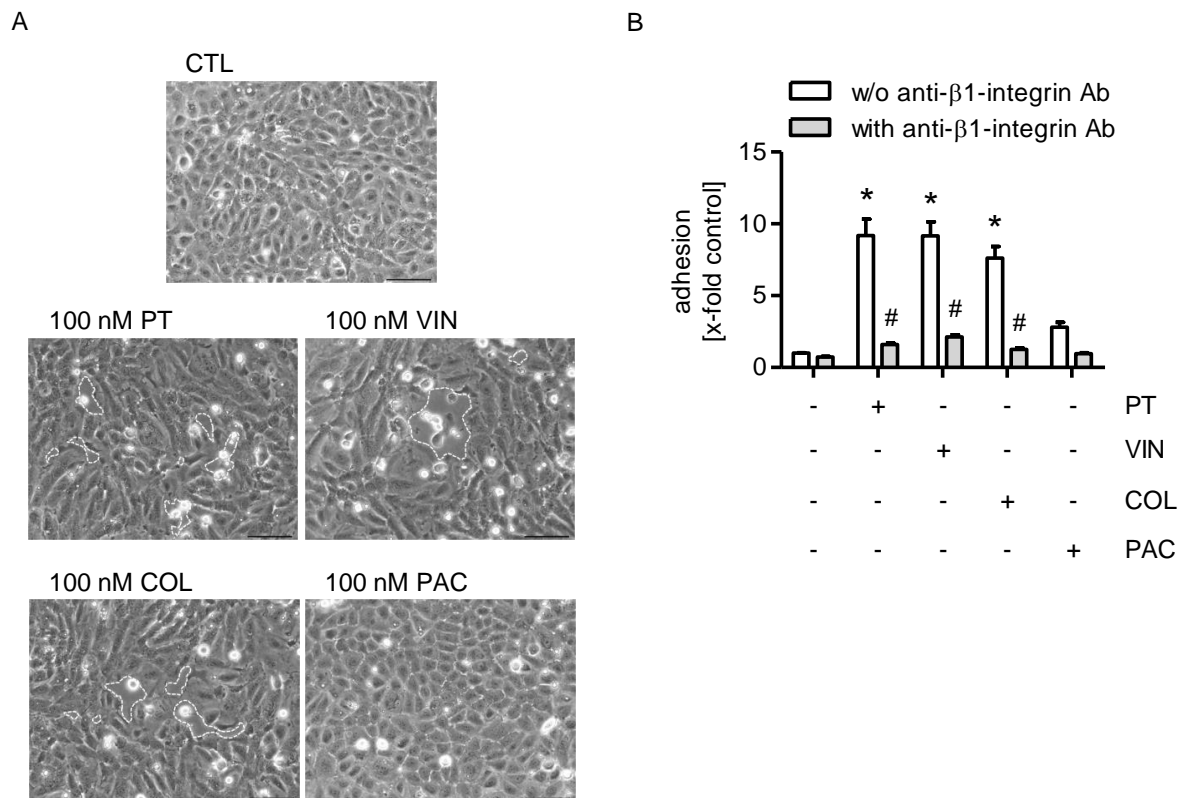 A
CTL
100 nM PT
100 nM VIN
100 nM COL
100 nM PAC
B
w/o anti-β1-integrin Ab
with anti-β1-integrin Ab
adhesion
[x-fold control]
15
10
5
0
* * *
# # #
- + - - - PT
- - + - - VIN
- - - + - COL
- - - - + PAC